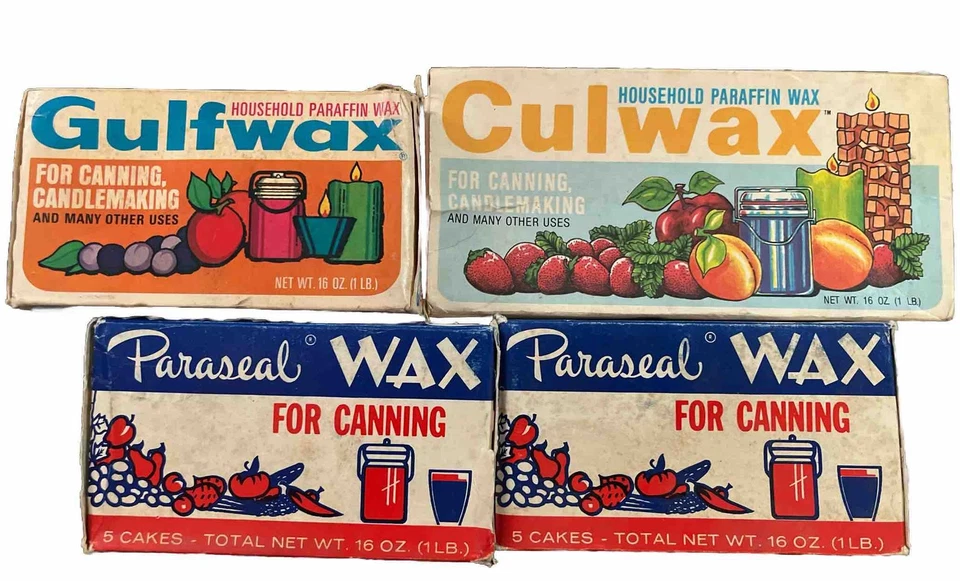 HOUSEHOLD PARAFFIN WAX
Gulfwax®
FOR CANNING,
CANDLEMAKING
AND MANY OTHER USES
NET WT. 16 OZ. (1 LB.)
HOUSEHOLD PARAFFIN WAX
Culwax™
FOR CANNING,
CANDLEMAKING
AND MANY OTHER USES
NET WT. 16 OZ. (1 LB.)
Paraseal® WAX
FOR CANNING
5 CAKES - TOTAL NET WT. 16 OZ. (1 LB.)
Paraseal® WAX
FOR CANNING
5 CAKES - TOTAL NET WT. 16 OZ. (1 LB.)